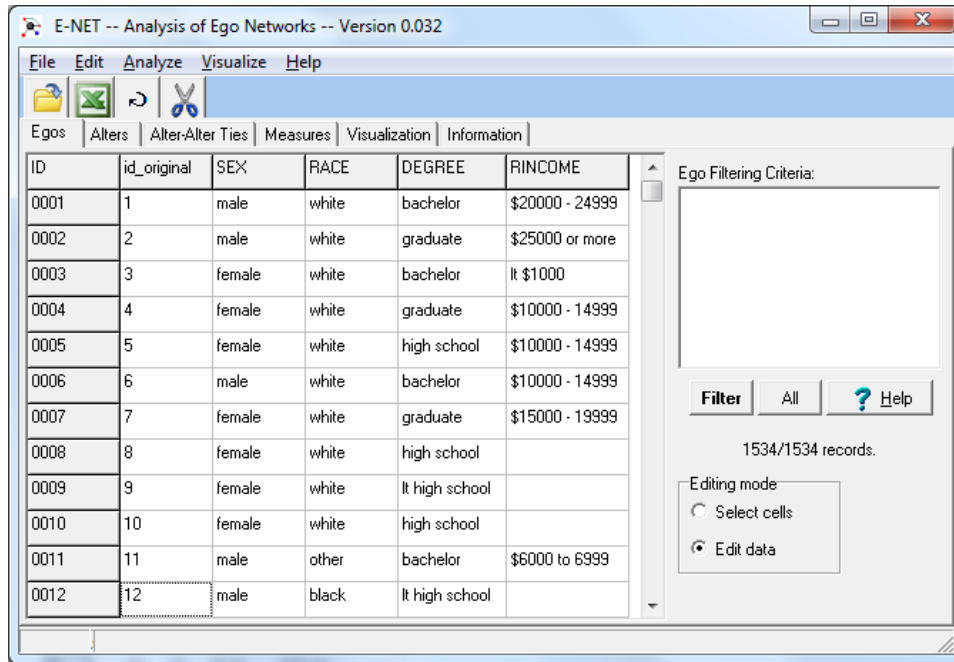 E-NET -- Analysis of Ego Networks -- Version 0.032
File Edit Analyze Visualize Help
Egos Alters Alter-Alter Ties Measures Visualization Information
ID id_original SEX RACE DEGREE RINCOME
0001 1 male white bachelor $20000 - 24999
0002 2 male white graduate $25000 or more
0003 3 female white bachelor lt $1000
0004 4 female white graduate $10000 - 14999
0005 5 female white high school $10000 - 14999
0006 6 male white bachelor $10000 - 14999
0007 7 female white graduate $15000 - 19999
0008 8 female white high school
0009 9 female white lt high school
0010 10 female white high school
0011 11 male other bachelor $6000 to 6999
0012 12 male black lt high school
Ego Filtering Criteria:
Filter All ? Help
1534/1534 records.
Editing mode
Select cells
Edit data